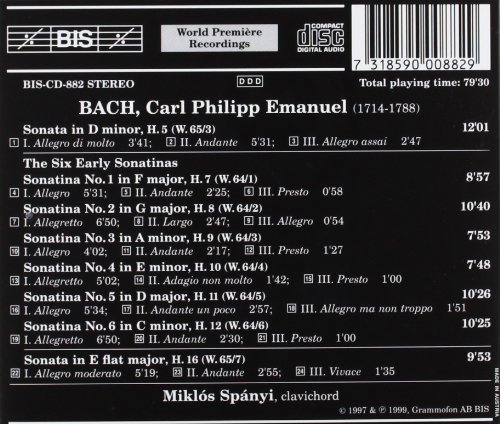 BIS
World Première
Recordings
COMPACT
disc
DIGITAL AUDIO
7 318590 008829
BIS-CD-882 STEREO
D D D
Total playing time: 79'30
BACH, Carl Philipp Emanuel (1714-1788)
Sonata in D minor, H. 5 (W. 65/3) 12'01
1 I. Allegro di molto 3'41; 2 II. Andante 5'31; 3 III. Allegro assai 2'47
The Six Early Sonatinas
Sonatina No. 1 in F major, H. 7 (W. 64/1) 8'57
4 I. Allegro 5'31; 5 II. Andante 2'25; 6 III. Presto 0'58
Sonatina No. 2 in G major, H. 8 (W. 64/2) 10'40
7 I. Allegretto 6'50; 8 II. Largo 2'47; 9 III. Allegro 0'54
Sonatina No. 3 in A minor, H. 9 (W. 64/3) 7'53
10 I. Allegro 4'02; 11 II. Andante 2'17; 12 III. Presto 1'27
Sonatina No. 4 in E minor, H. 10 (W. 64/4) 7'48
13 I. Allegretto 5'02; 14 II. Adagio non molto 1'42; 15 III. Presto 1'00
Sonatina No. 5 in D major, H. 11 (W. 64/5) 10'26
16 I. Allegro 5'34; 17 II. Andante un poco 2'57; 18 III. Allegro ma non troppo 1'51
Sonatina No. 6 in C minor, H. 12 (W. 64/6) 10'25
19 I. Allegretto 6'50; 20 II. Andante 2'30; 21 III. Presto 1'00
Sonata in E flat major, H. 16 (W. 65/7) 9'53
22 I. Allegro moderato 5'19; 23 II. Andante 2'55; 24 III. Vivace 1'35
Miklós Spányi, clavichord
© 1997 & ℗ 1999, Grammofon AB BIS
MADE IN AUSTRIA